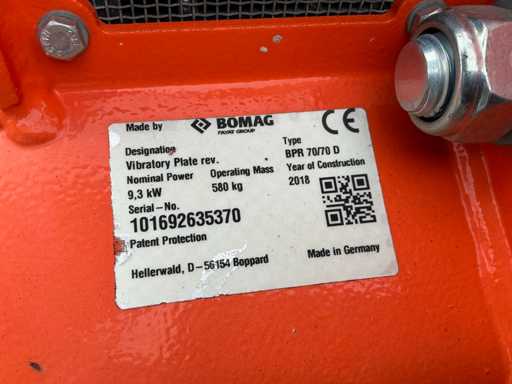 Made by BOMAG CE
FAYAT GROUP
Designation Type
Vibratory Plate rev. BPR 70/70 D
Nominal Power Operating Mass Year of Construction
9,3 kW 580 kg 2018
Serial-No.
101692635370
Patent Protection
Hellerwald, D-56154 Boppard Made in Germany